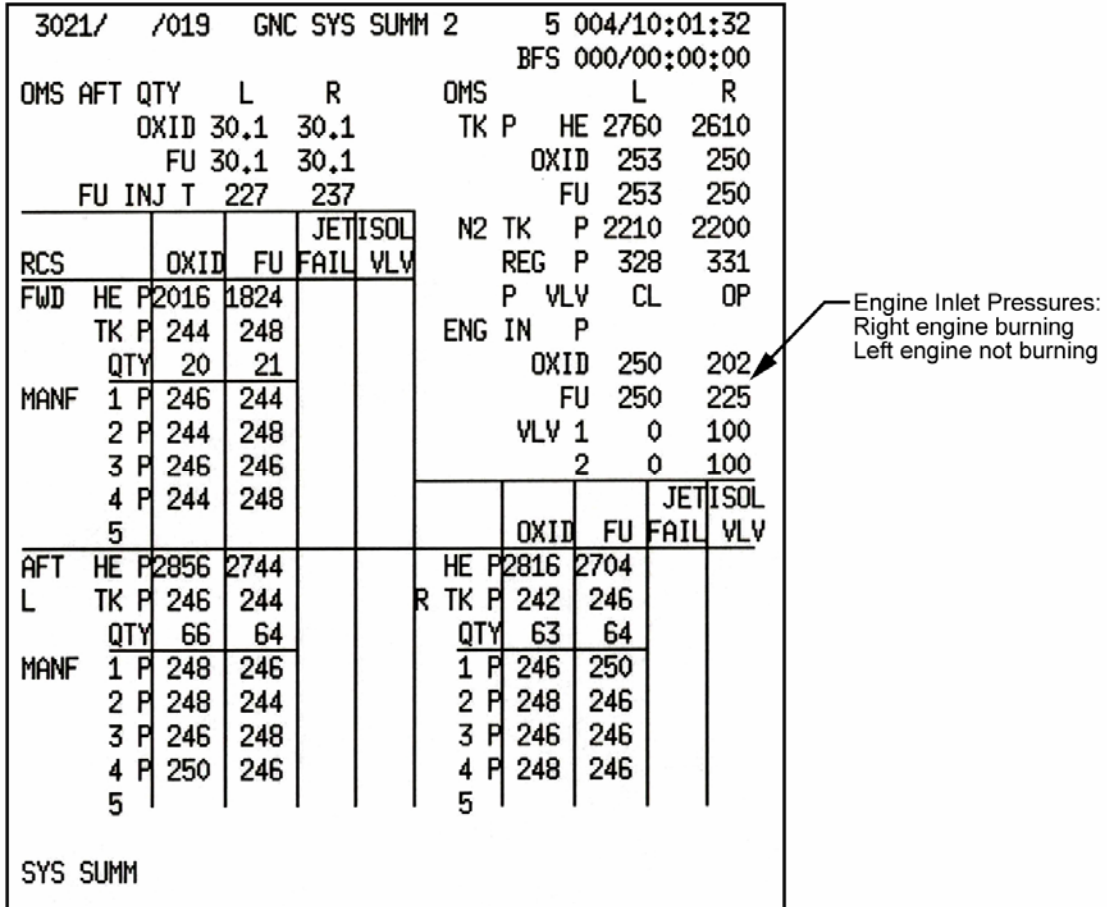 3021/ /019 GNC SYS SUMM 2 5 004/10:01:32
BFS 000/00:00:00
OMS AFT QTY L R
OXID 30.1 30.1
FU 30.1 30.1
FU INJ T 227 237
OMS L R
TK P HE 2760 2610
OXID 253 250
FU 253 250
N2 TK P 2210 2200
REG P 328 331
P VLV CL OP
ENG IN P
OXID 250 202
FU 250 225
VLV 1 0 100
2 0 100
JET ISOL
RCS OXID FU FAIL VLV
FWD HE P 2016 1824
TK P 244 248
QTY 20 21
MANF 1 P 246 244
2 P 244 248
3 P 246 246
4 P 244 248
5
AFT HE P 2856 2744
L TK P 246 244
QTY 66 64
MANF 1 P 248 246
2 P 248 244
3 P 246 248
4 P 250 246
5
JET ISOL
OXID FU FAIL VLV
HE P 2816 2704
R TK P 242 246
QTY 63 64
1 P 246 250
2 P 248 246
3 P 246 246
4 P 248 246
5
SYS SUMM
Engine Inlet Pressures:
Right engine burning
Left engine not burning